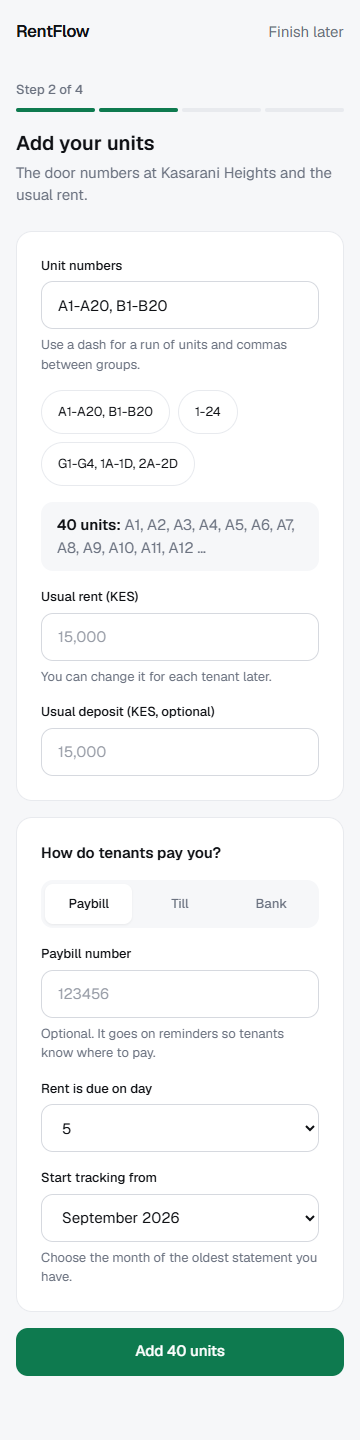 RentFlow
Finish later
Step 2 of 4
Add your units
The door numbers at Kasarani Heights and the
usual rent.
Unit numbers
A1-A20, B1-B20
Use a dash for a run of units and commas
between groups.
A1-A20, B1-B20
1-24
G1-G4, 1A-1D, 2A-2D
40 units: A1, A2, A3, A4, A5, A6, A7,
A8, A9, A10, A11, A12 ...
Usual rent (KES)
15,000
You can change it for each tenant later.
Usual deposit (KES, optional)
15,000
How do tenants pay you?
Paybill
Till
Bank
Paybill number
123456
Optional. It goes on reminders so tenants
know where to pay.
Rent is due on day
5
Start tracking from
September 2026
Choose the month of the oldest statement you
have.
Add 40 units